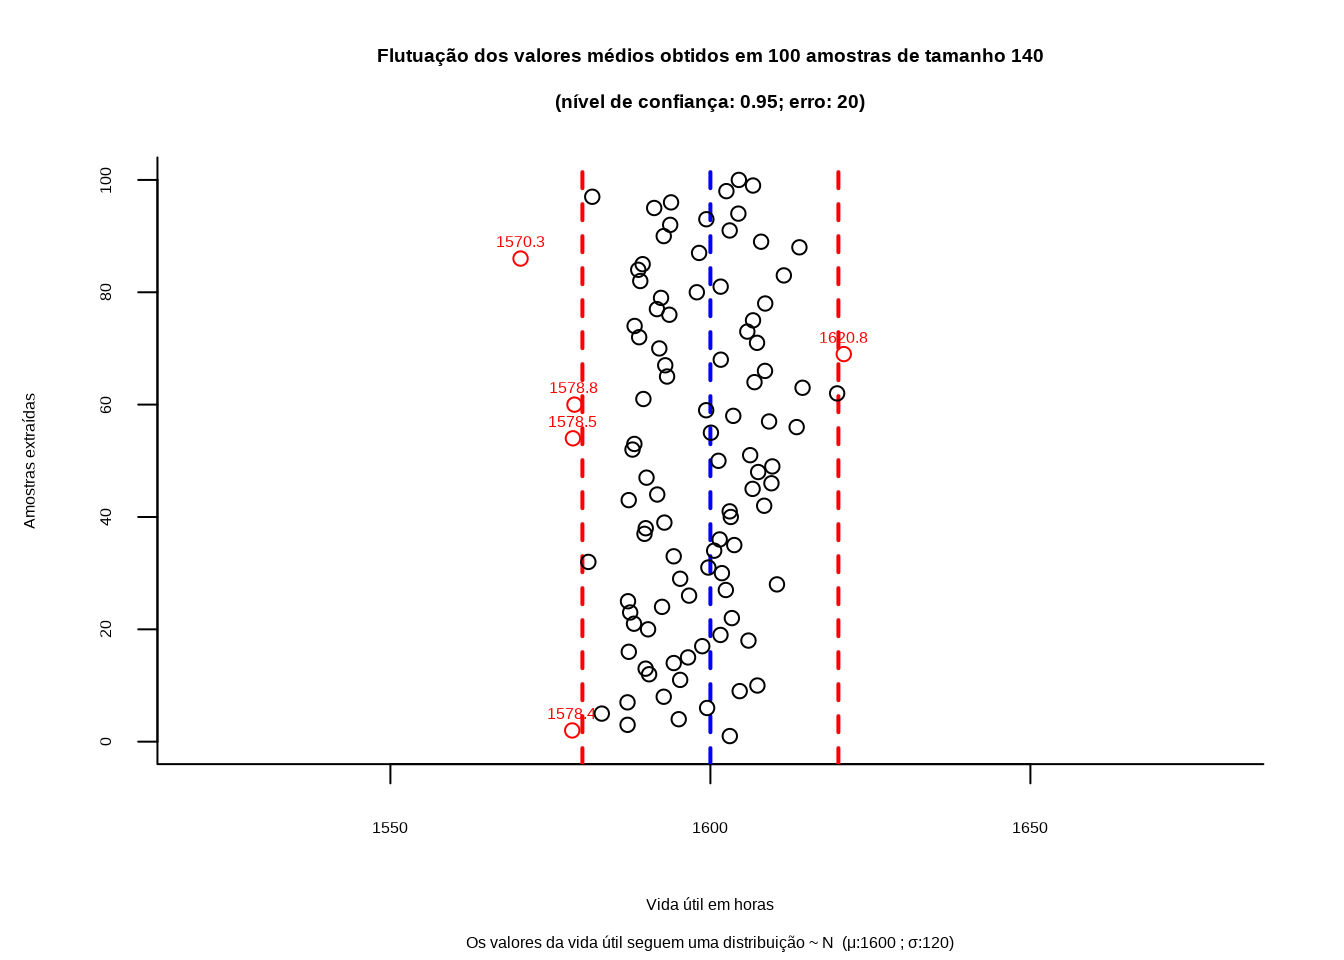 Flutuação dos valores médios obtidos em 100 amostras de tamanho 140
(nível de confiança: 0.95; erro: 20)
Amostras extraídas
100
80
60
40
20
0
1570.3
1620.8
1578.8
1578.5
1578.4
1550
1600
1650
Vida útil em horas
Os valores da vida útil seguem uma distribuição ~ N  (μ:1600 ; σ:120)